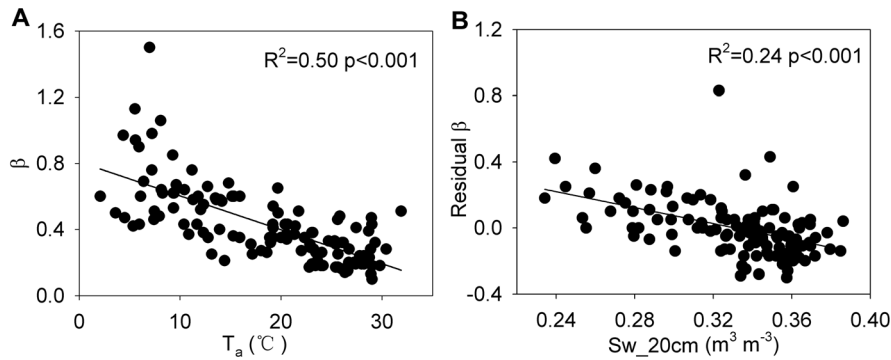 A
B
R²=0.50 p<0.001
R²=0.24 p<0.001
1.6
1.2
0.8
0.4
0.0
β
0
10
20
30
40
Tₐ (℃)
1.2
0.8
0.4
0.0
-0.4
Residual β
0.24
0.28
0.32
0.36
0.40
Sw_20cm (m³ m⁻³)